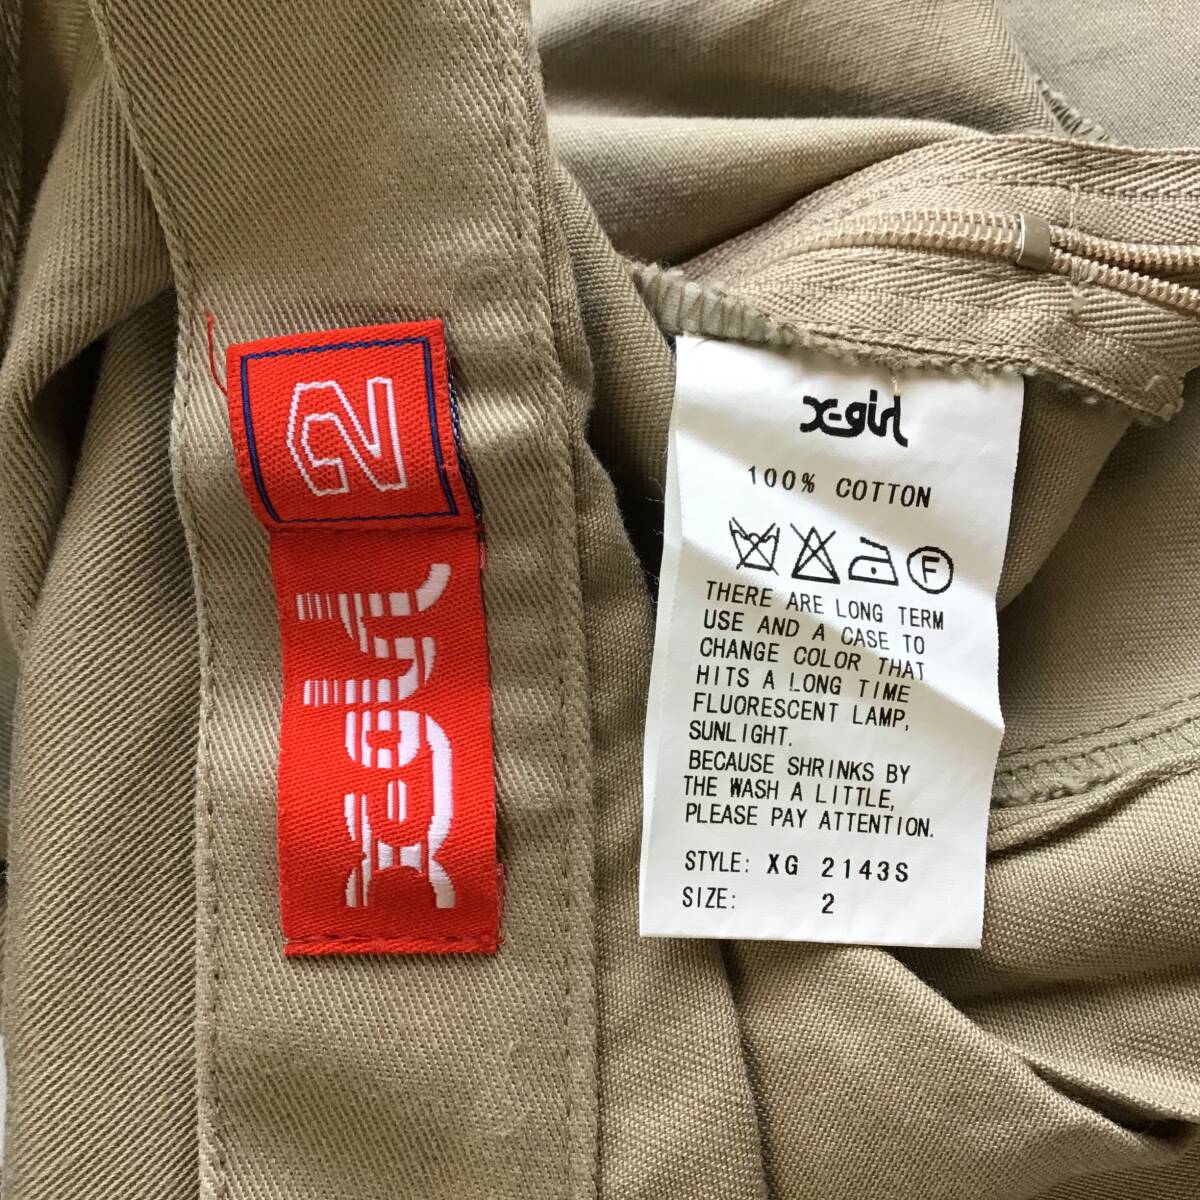 2
X-girl
X-girl
100% COTTON
F
THERE ARE LONG TERM
USE AND A CASE TO
CHANGE COLOR THAT
HITS A LONG TIME
FLUORESCENT LAMP,
SUNLIGHT.
BECAUSE SHRINKS BY
THE WASH A LITTLE,
PLEASE PAY ATTENTION.
STYLE: XG 2143S
SIZE: 2